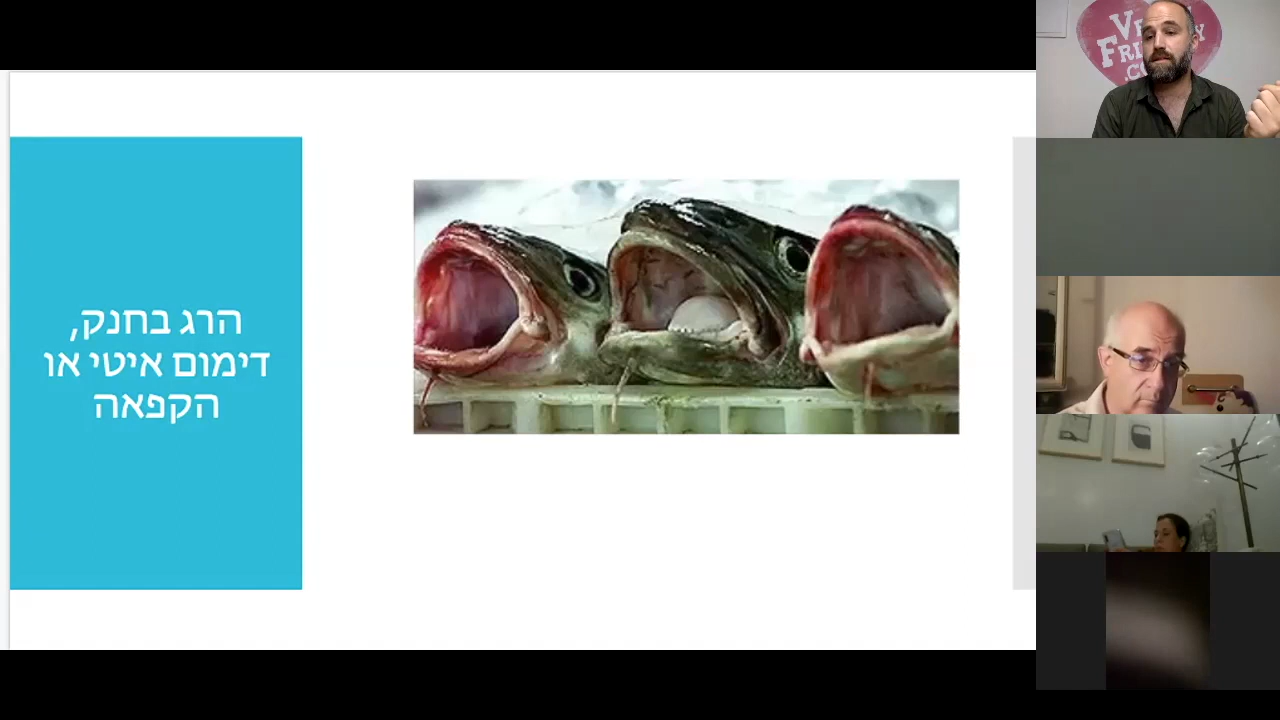 הרג בחנק,
דימום איטי או
הקפאה